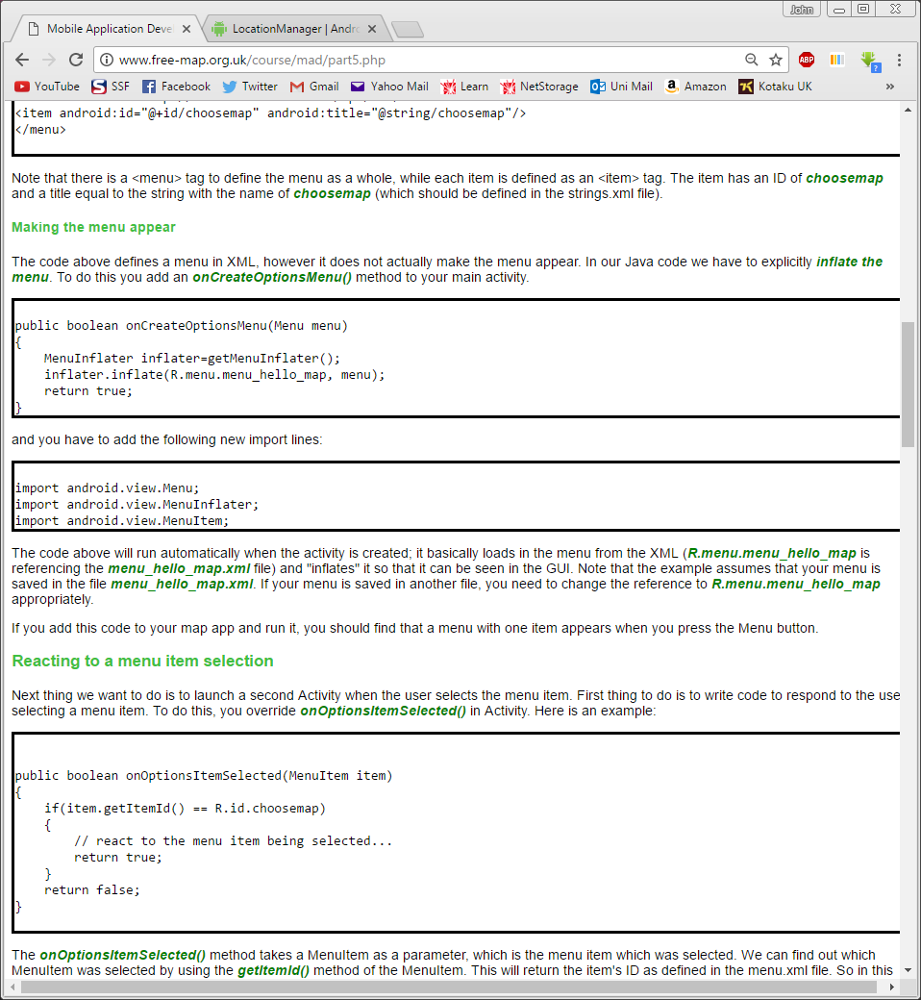 John
Mobile Application Deve
LocationManager | Andr
www.free-map.org.uk/course/mad/part5.php
ABP
?
YouTube
S SSF
Facebook
Twitter
Gmail
Yahoo Mail
Learn
NetStorage
Uni Mail
Amazon
Kotaku UK
»
<item android:id="@+id/choosemap" android:title="@string/choosemap"/>
</menu>
Note that there is a <menu> tag to define the menu as a whole, while each item is defined as an <item> tag. The item has an ID of choosemap
and a title equal to the string with the name of choosemap (which should be defined in the strings.xml file).
Making the menu appear
The code above defines a menu in XML, however it does not actually make the menu appear. In our Java code we have to explicitly inflate the
menu. To do this you add an onCreateOptionsMenu() method to your main activity.
public boolean onCreateOptionsMenu(Menu menu)
{
MenuInflater inflater=getMenuInflater();
inflater.inflate(R.menu.menu_hello_map, menu);
return true;
}
and you have to add the following new import lines:
import android.view.Menu;
import android.view.MenuInflater;
import android.view.MenuItem;
The code above will run automatically when the activity is created; it basically loads in the menu from the XML (R.menu.menu_hello_map is
referencing the menu_hello_map.xml file) and "inflates" it so that it can be seen in the GUI. Note that the example assumes that your menu is
saved in the file menu_hello_map.xml. If your menu is saved in another file, you need to change the reference to R.menu.menu_hello_map
appropriately.
If you add this code to your map app and run it, you should find that a menu with one item appears when you press the Menu button.
Reacting to a menu item selection
Next thing we want to do is to launch a second Activity when the user selects the menu item. First thing to do is to write code to respond to the use
selecting a menu item. To do this, you override onOptionsItemSelected() in Activity. Here is an example:
public boolean onOptionsItemSelected(MenuItem item)
{
if(item.getItemId() == R.id.choosemap)
{
// react to the menu item being selected...
return true;
}
return false;
}
The onOptionsItemSelected() method takes a MenuItem as a parameter, which is the menu item which was selected. We can find out which
MenuItem was selected by using the getItemId() method of the MenuItem. This will return the item's ID as defined in the menu.xml file. So in this